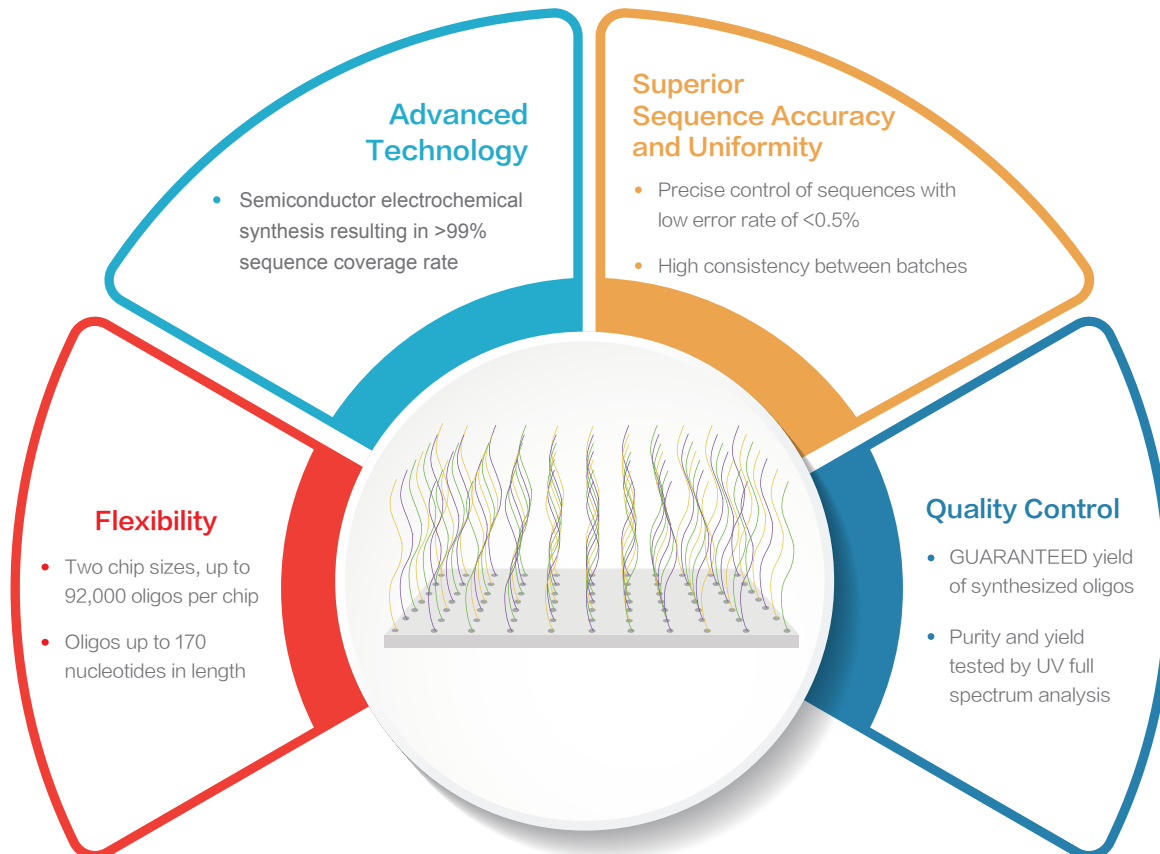 Advanced
Technology
• Semiconductor electrochemical
synthesis resulting in >99%
sequence coverage rate
Superior
Sequence Accuracy
and Uniformity
• Precise control of sequences with
low error rate of <0.5%
• High consistency between batches
Flexibility
• Two chip sizes, up to
92,000 oligos per chip
• Oligos up to 170
nucleotides in length
Quality Control
• GUARANTEED yield
of synthesized oligos
• Purity and yield
tested by UV full
spectrum analysis